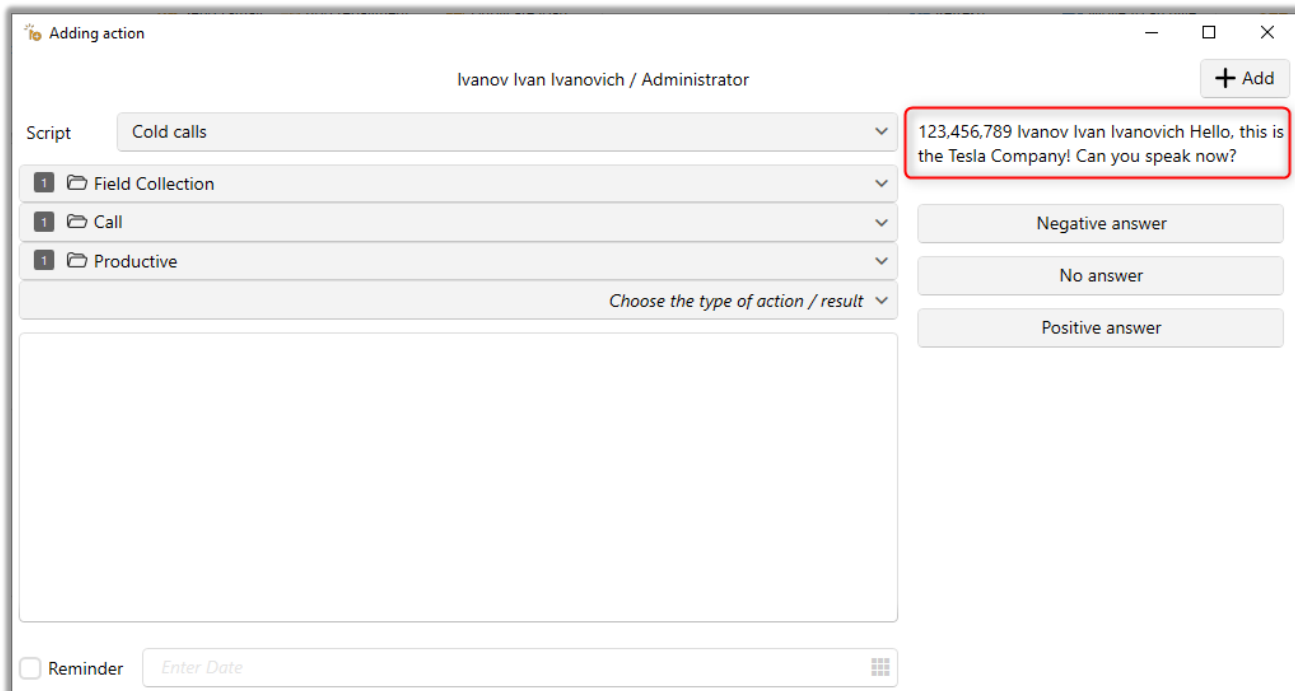 Adding action
Ivanov Ivan Ivanovich / Administrator
Add
Script
Cold calls
123,456,789 Ivanov Ivan Ivanovich Hello, this is
the Tesla Company! Can you speak now?
1 Field Collection
1 Call
1 Productive
Choose the type of action / result
Negative answer
No answer
Positive answer
Reminder
Enter Date